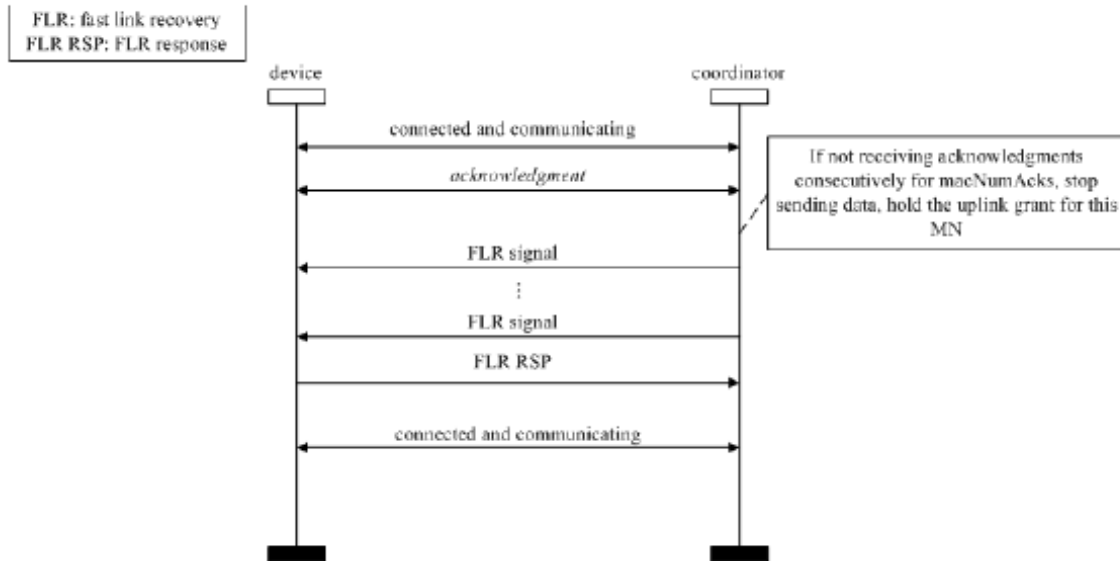 FLR: fast link recovery
FLR RSP: FLR response
device
coordinator
connected and communicating
acknowledgment
If not receiving acknowledgments
consecutively for macNumAcks, stop
sending data, hold the uplink grant for this
MN
FLR signal
FLR signal
FLR RSP
connected and communicating